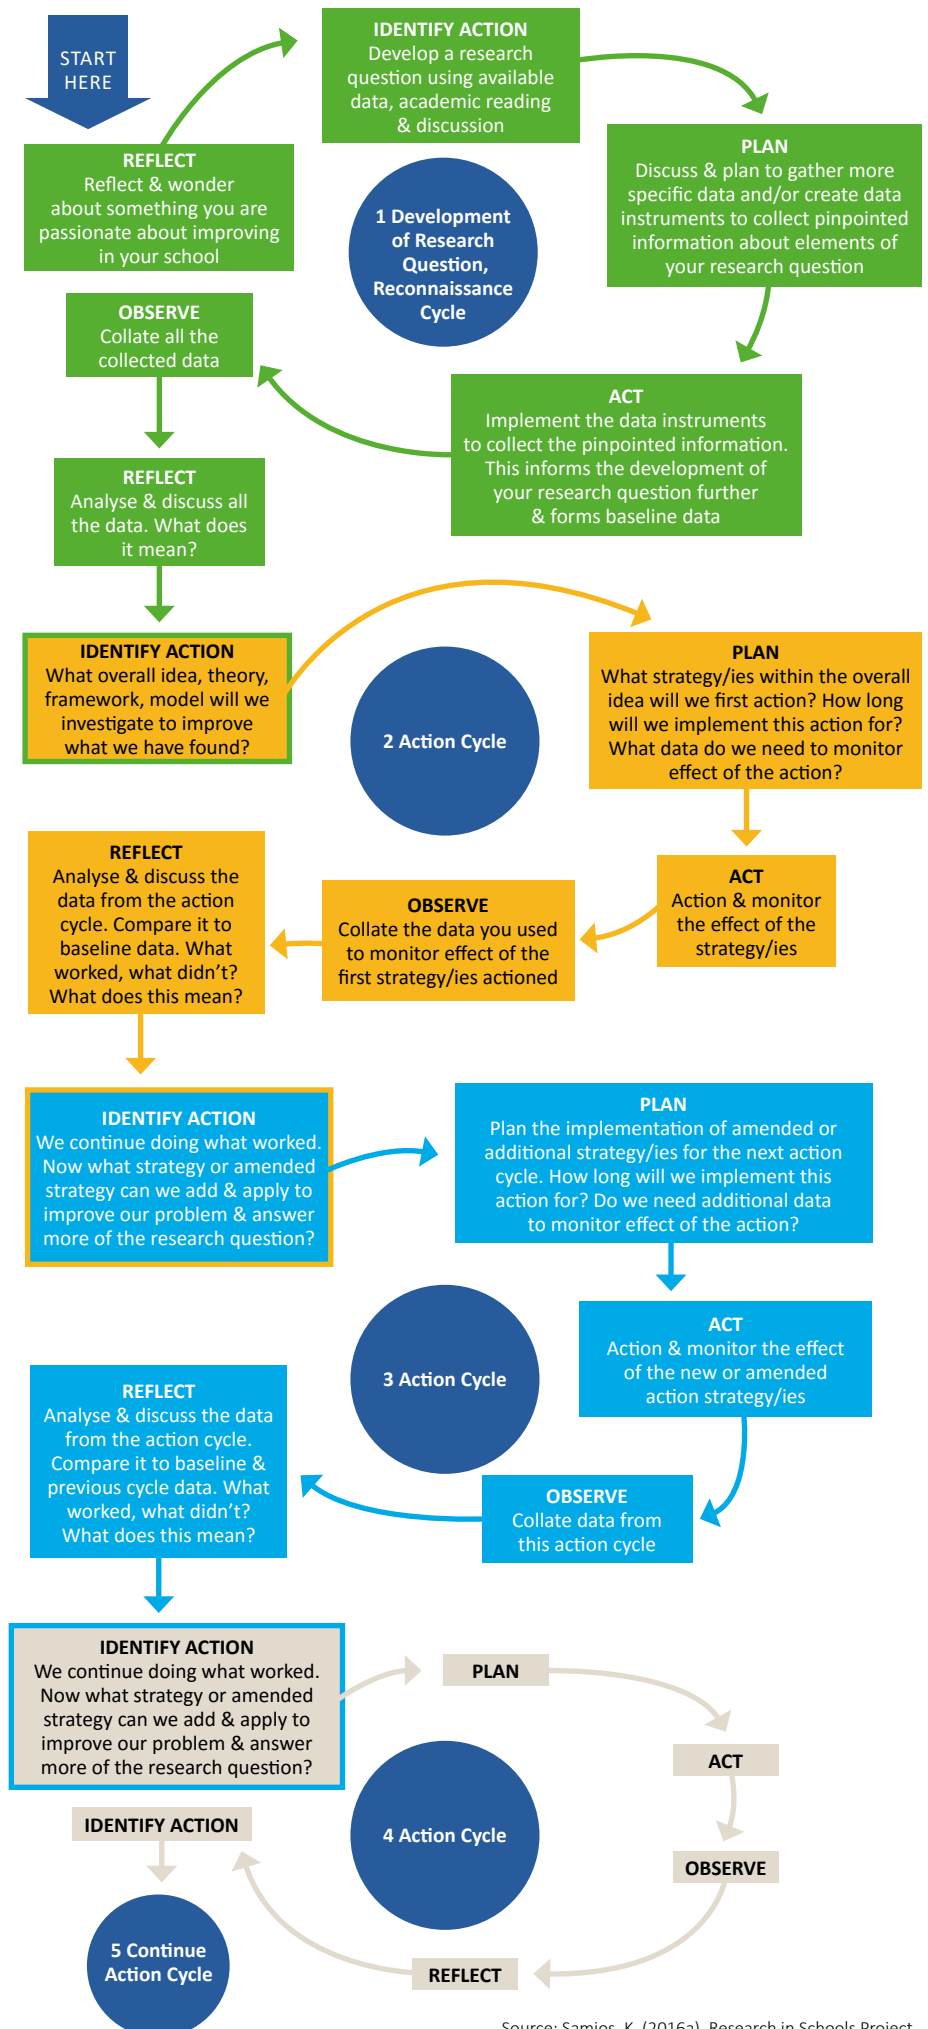 START
HERE
REFLECT
Reflect & wonder
about something you are
passionate about improving
in your school
IDENTIFY ACTION
Develop a research
question using available
data, academic reading
& discussion
PLAN
Discuss & plan to gather more
specific data and/or create data
instruments to collect pinpointed
information about elements of
your research question
1 Development
of Research
Question,
Reconnaissance
Cycle
ACT
Implement the data instruments
to collect the pinpointed information.
This informs the development of
your research question further
& forms baseline data
OBSERVE
Collate all the
collected data
REFLECT
Analyse & discuss all
the data. What does
it mean?
IDENTIFY ACTION
What overall idea, theory,
framework, model will we
investigate to improve
what we have found?
2 Action Cycle
PLAN
What strategy/ies within the overall
idea will we first action? How long
will we implement this action for?
What data do we need to monitor
effect of the action?
ACT
Action & monitor
the effect of the
strategy/ies
OBSERVE
Collate the data you used
to monitor effect of the
first strategy/ies actioned
REFLECT
Analyse & discuss the
data from the action
cycle. Compare it to
baseline data. What
worked, what didn’t?
What does this mean?
IDENTIFY ACTION
We continue doing what worked.
Now what strategy or amended
strategy can we add & apply to
improve our problem & answer
more of the research question?
PLAN
Plan the implementation of amended or
additional strategy/ies for the next action
cycle. How long will we implement this
action for? Do we need additional data
to monitor effect of the action?
3 Action Cycle
ACT
Action & monitor the effect
of the new or amended
action strategy/ies
OBSERVE
Collate data from
this action cycle
REFLECT
Analyse & discuss the data
from the action cycle.
Compare it to baseline &
previous cycle data. What
worked, what didn’t?
What does this mean?
IDENTIFY ACTION
We continue doing what worked.
Now what strategy or amended
strategy can we add & apply to
improve our problem & answer
more of the research question?
PLAN
ACT
4 Action Cycle
OBSERVE
REFLECT
IDENTIFY ACTION
5 Continue
Action Cycle
Source: Samios, K. (2016a). Research in Schools Project